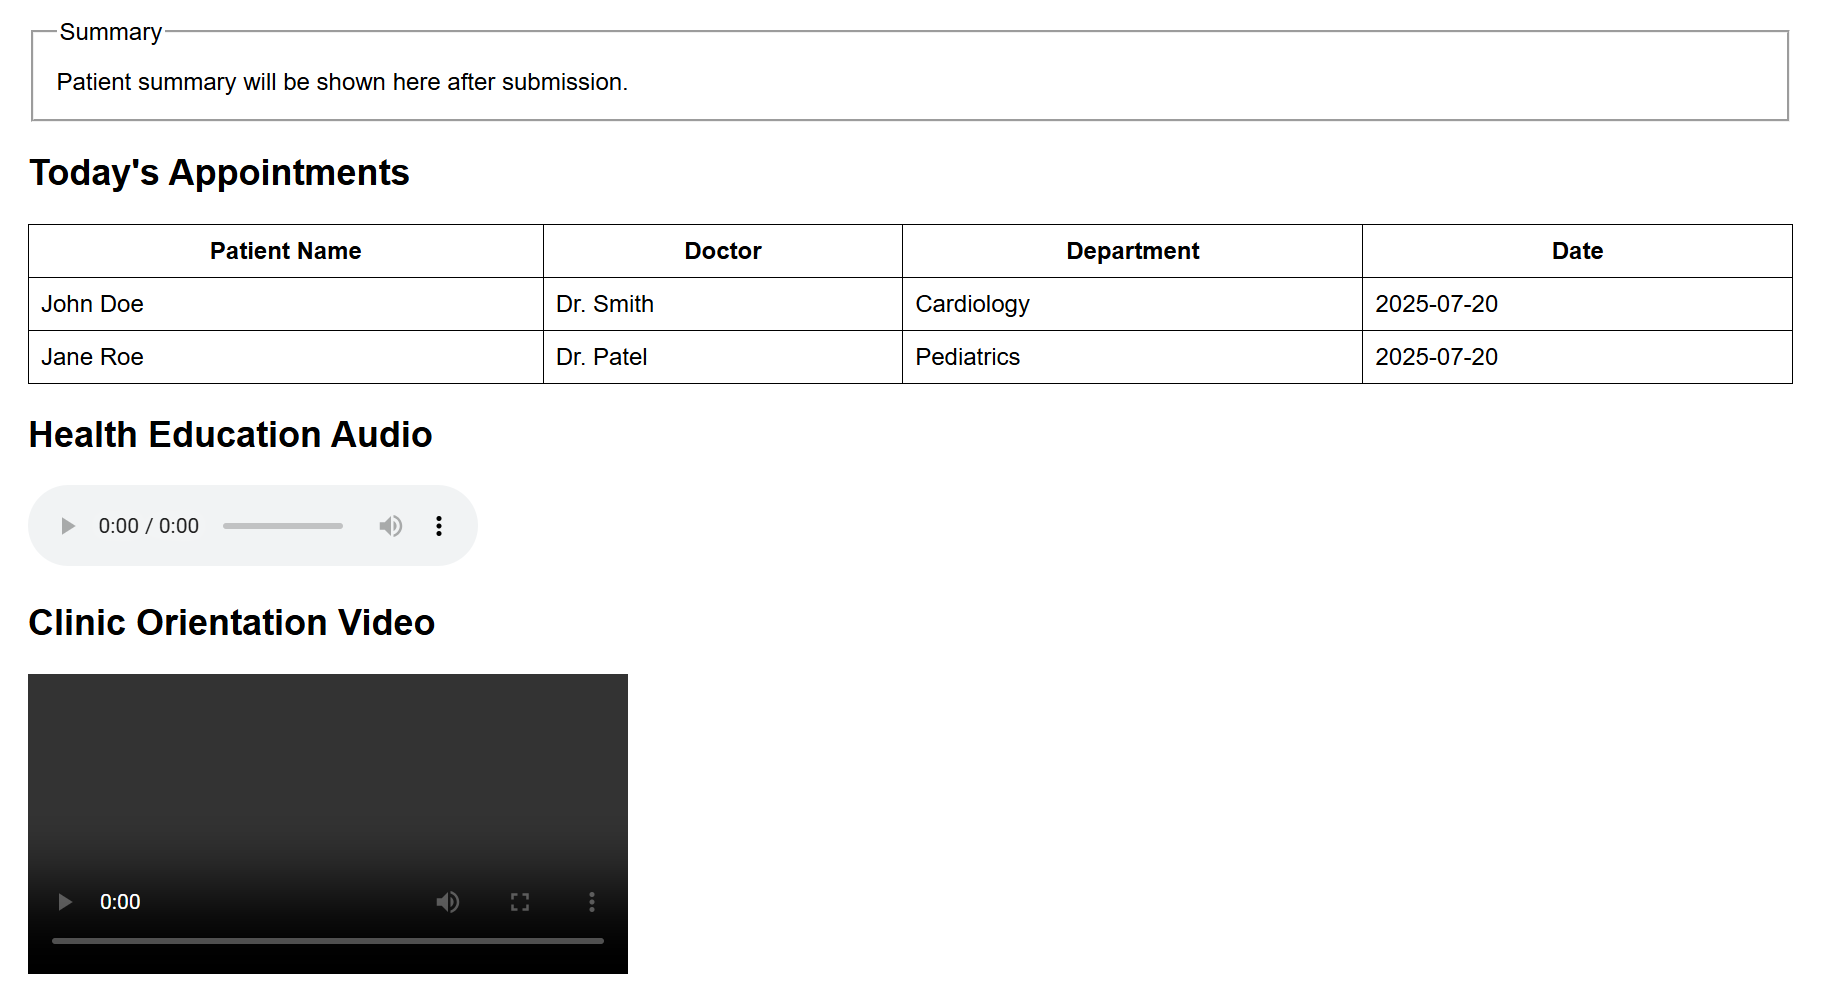 Summary
Patient summary will be shown here after submission.
Today's Appointments
Patient Name Doctor Department Date
John Doe Dr. Smith Cardiology 2025-07-20
Jane Roe Dr. Patel Pediatrics 2025-07-20
Health Education Audio
0:00 / 0:00
Clinic Orientation Video
0:00